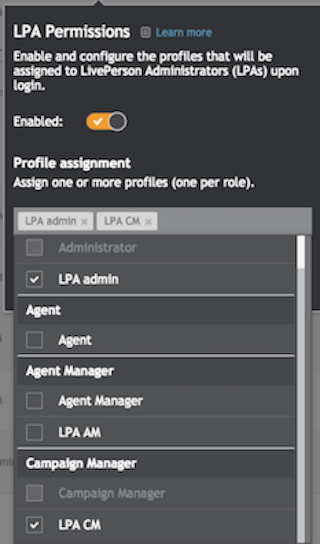 LPA Permissions Learn more
Enable and configure the profiles that will be
assigned to LivePerson Administrators (LPAs) upon
login.
Enabled:
Profile assignment
Assign one or more profiles (one per role).
LPA admin × LPA CM ×
Administrator
LPA admin
Agent
Agent
Agent Manager
Agent Manager
LPA AM
Campaign Manager
Campaign Manager
LPA CM